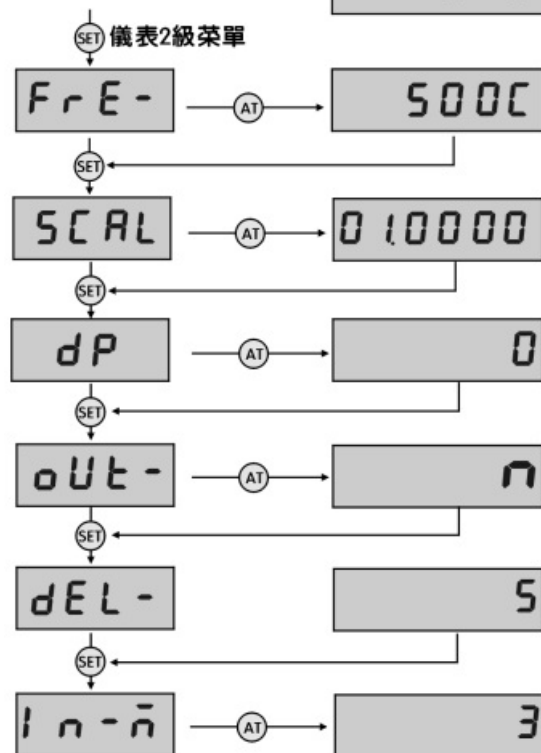 SET 儀表2級菜單
FrE- AT 500C
SET
SCAL AT 01.0000
SET
dP AT 0
SET
oUt- AT n
SET
dEL- 5
SET
In-n̄ AT 3